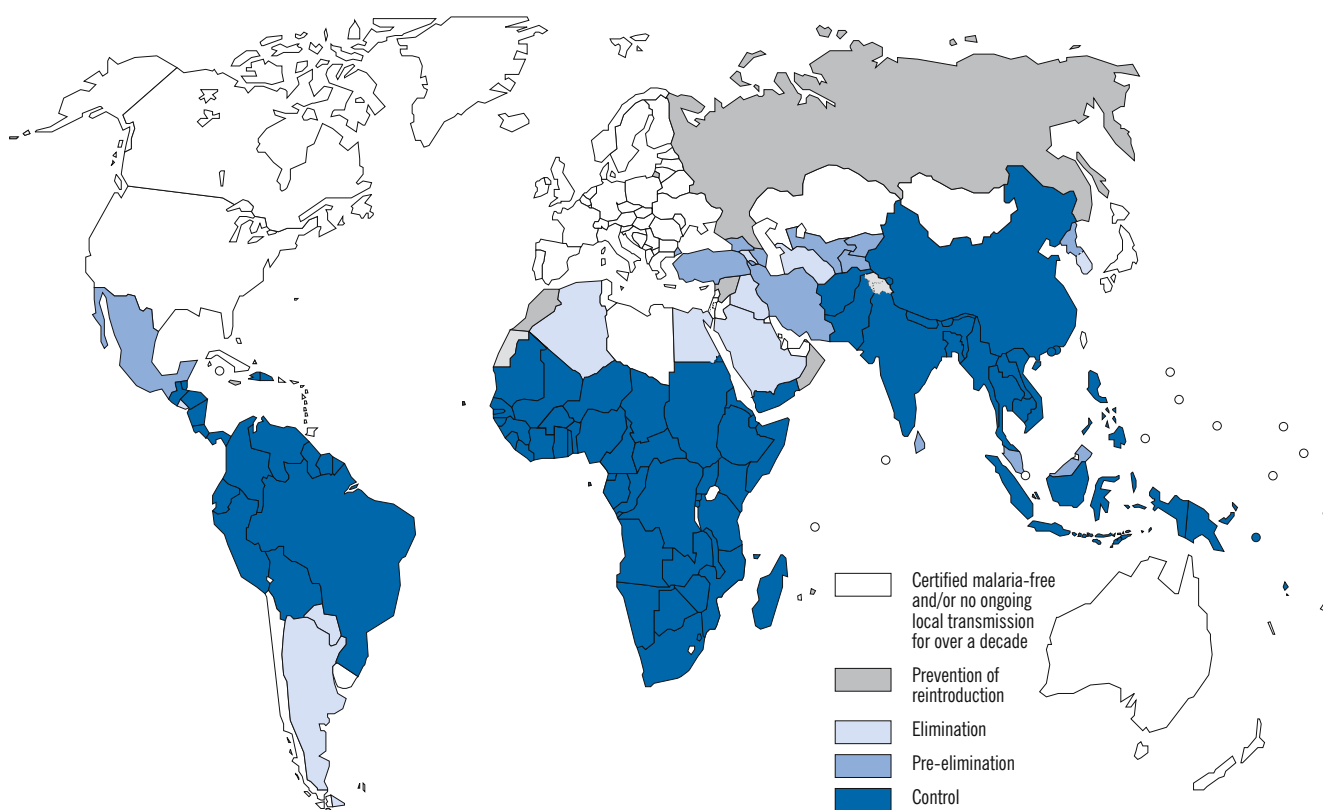 Certified malaria-free
and/or no ongoing
local transmission
for over a decade
Prevention of
reintroduction
Elimination
Pre-elimination
Control